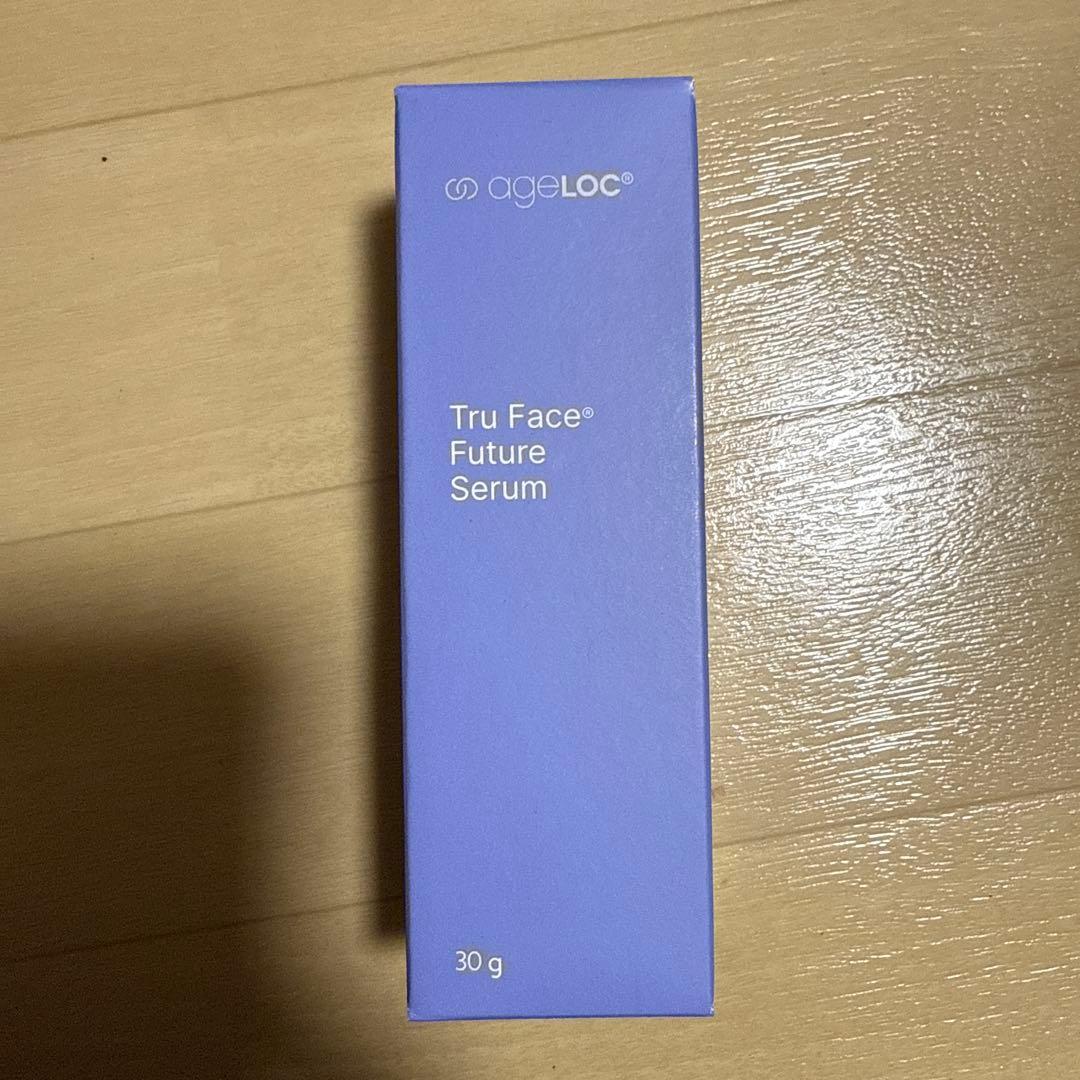 ageLOC®
Tru Face®
Future
Serum
30 g